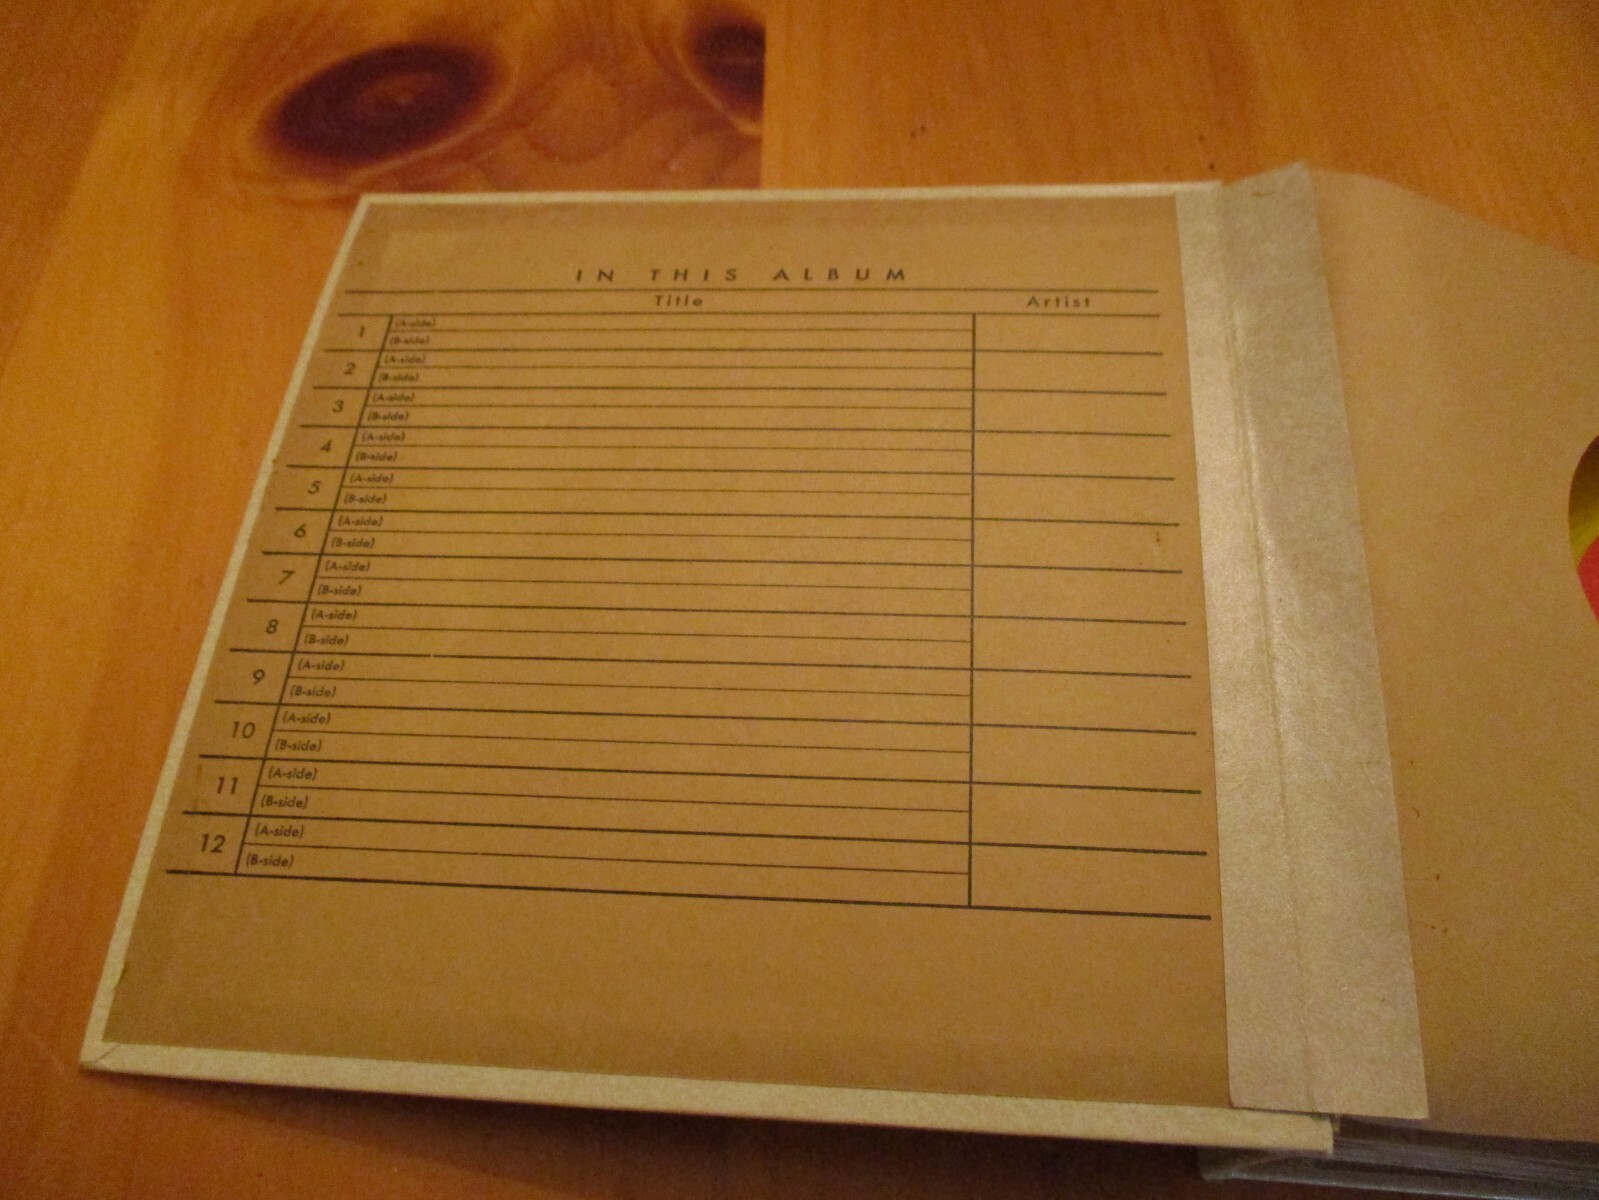 IN THIS ALBUM
Title Artist
1 (A-side)
(B-side)
2 (A-side)
(B-side)
3 (A-side)
(B-side)
4 (A-side)
(B-side)
5 (A-side)
(B-side)
6 (A-side)
(B-side)
7 (A-side)
(B-side)
8 (A-side)
(B-side)
9 (A-side)
(B-side)
10 (A-side)
(B-side)
11 (A-side)
(B-side)
12 (A-side)
(B-side)